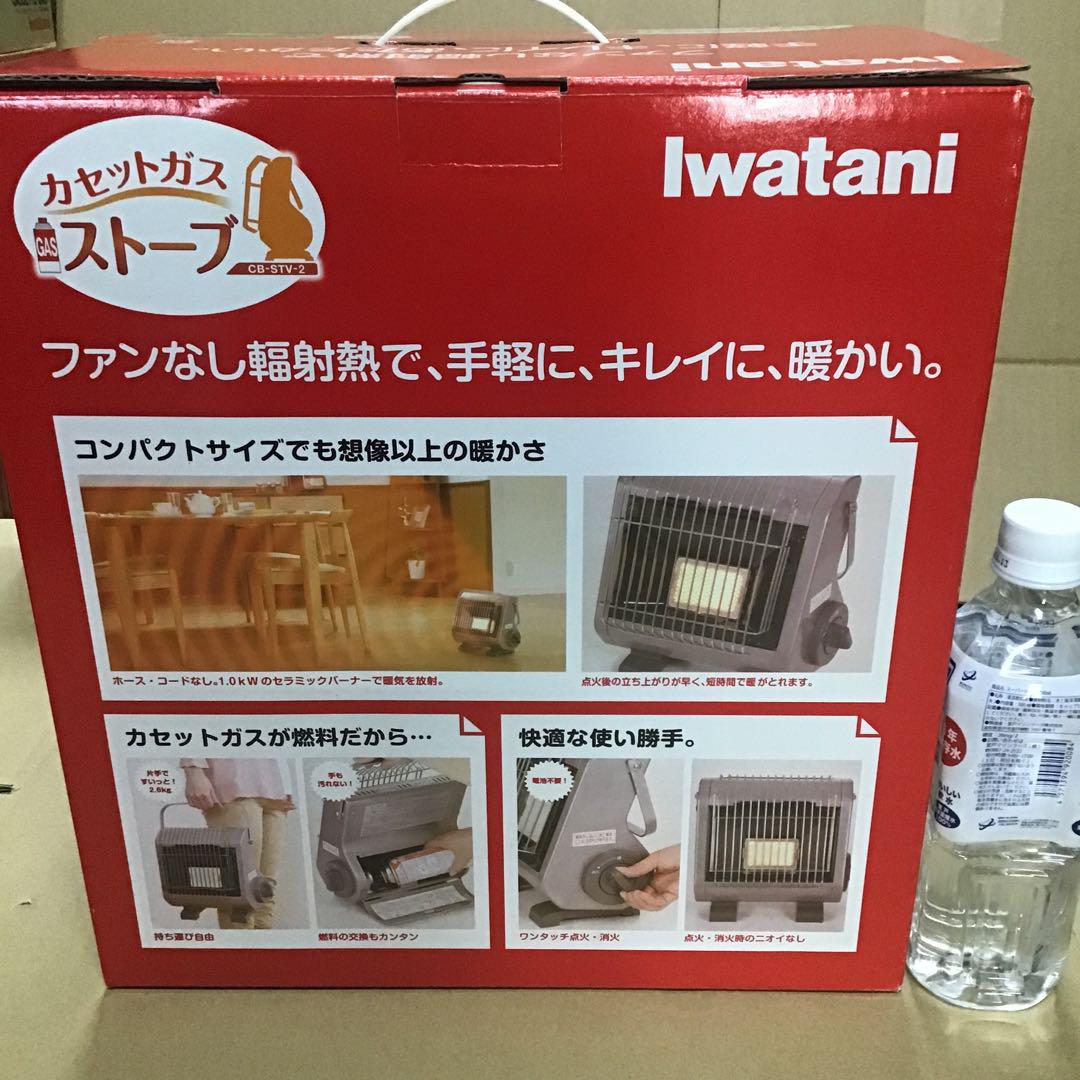 Iwatani
Iwatani
カセットガス
GAS
ストーブ
CB-STV-2
ファンなし輻射熱で、手軽に、キレイに、暖かい。
コンパクトサイズでも想像以上の暖かさ
ホース・コードなし。1.0kWのセラミックバーナーで暖気を放射。
点火後の立ち上がりが早く、短時間で暖がとれます。
カセットガスが燃料だから…
片手で
すいっと!
2.6kg
手も
汚れない!
持ち運び自由
燃料の交換もカンタン
快適な使い勝手。
電池不要!
ワンタッチ点火・消火
点火・消火時のニオイなし